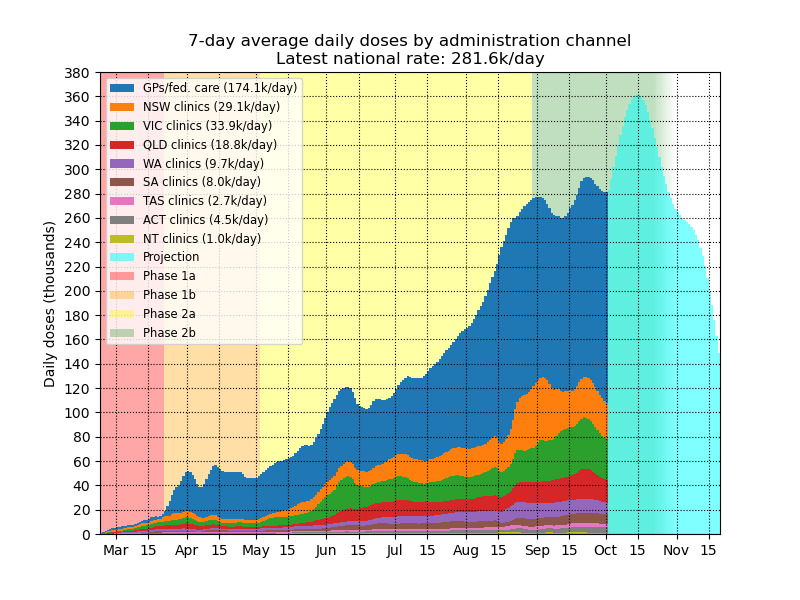 7-day average daily doses by administration channel
Latest national rate: 281.6k/day
Daily doses (thousands)
380
360
340
320
300
280
260
240
220
200
180
160
140
120
100
80
60
40
20
0
GPs/fed. care (174.1k/day)
NSW clinics (29.1k/day)
VIC clinics (33.9k/day)
QLD clinics (18.8k/day)
WA clinics (9.7k/day)
SA clinics (8.0k/day)
TAS clinics (2.7k/day)
ACT clinics (4.5k/day)
NT clinics (1.0k/day)
Projection
Phase 1a
Phase 1b
Phase 2a
Phase 2b
Mar 15 Apr 15 May 15 Jun 15 Jul 15 Aug 15 Sep 15 Oct 15 Nov 15